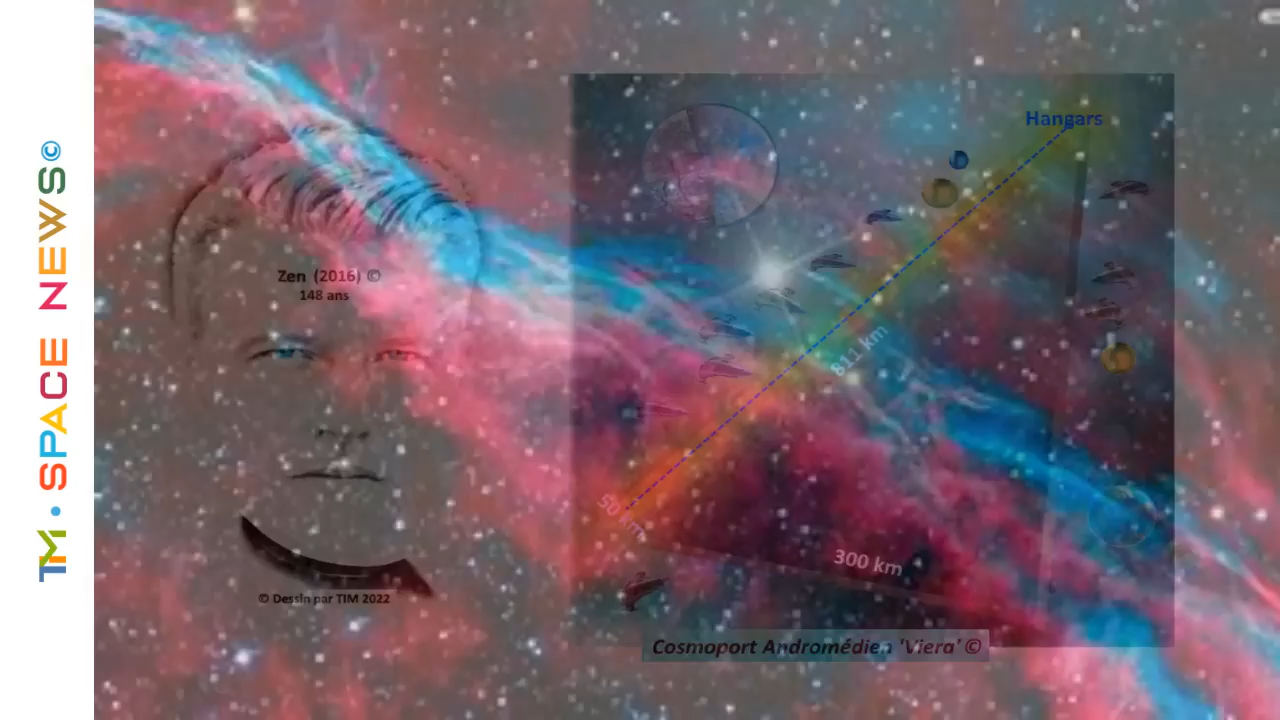 TM • SPACE NEWS©
Zen (2016) ©
148 ans
© Dessin par TIM 2022
Hangars
811 km
50 km
300 km
Cosmoport Andromédien 'Viera' ©